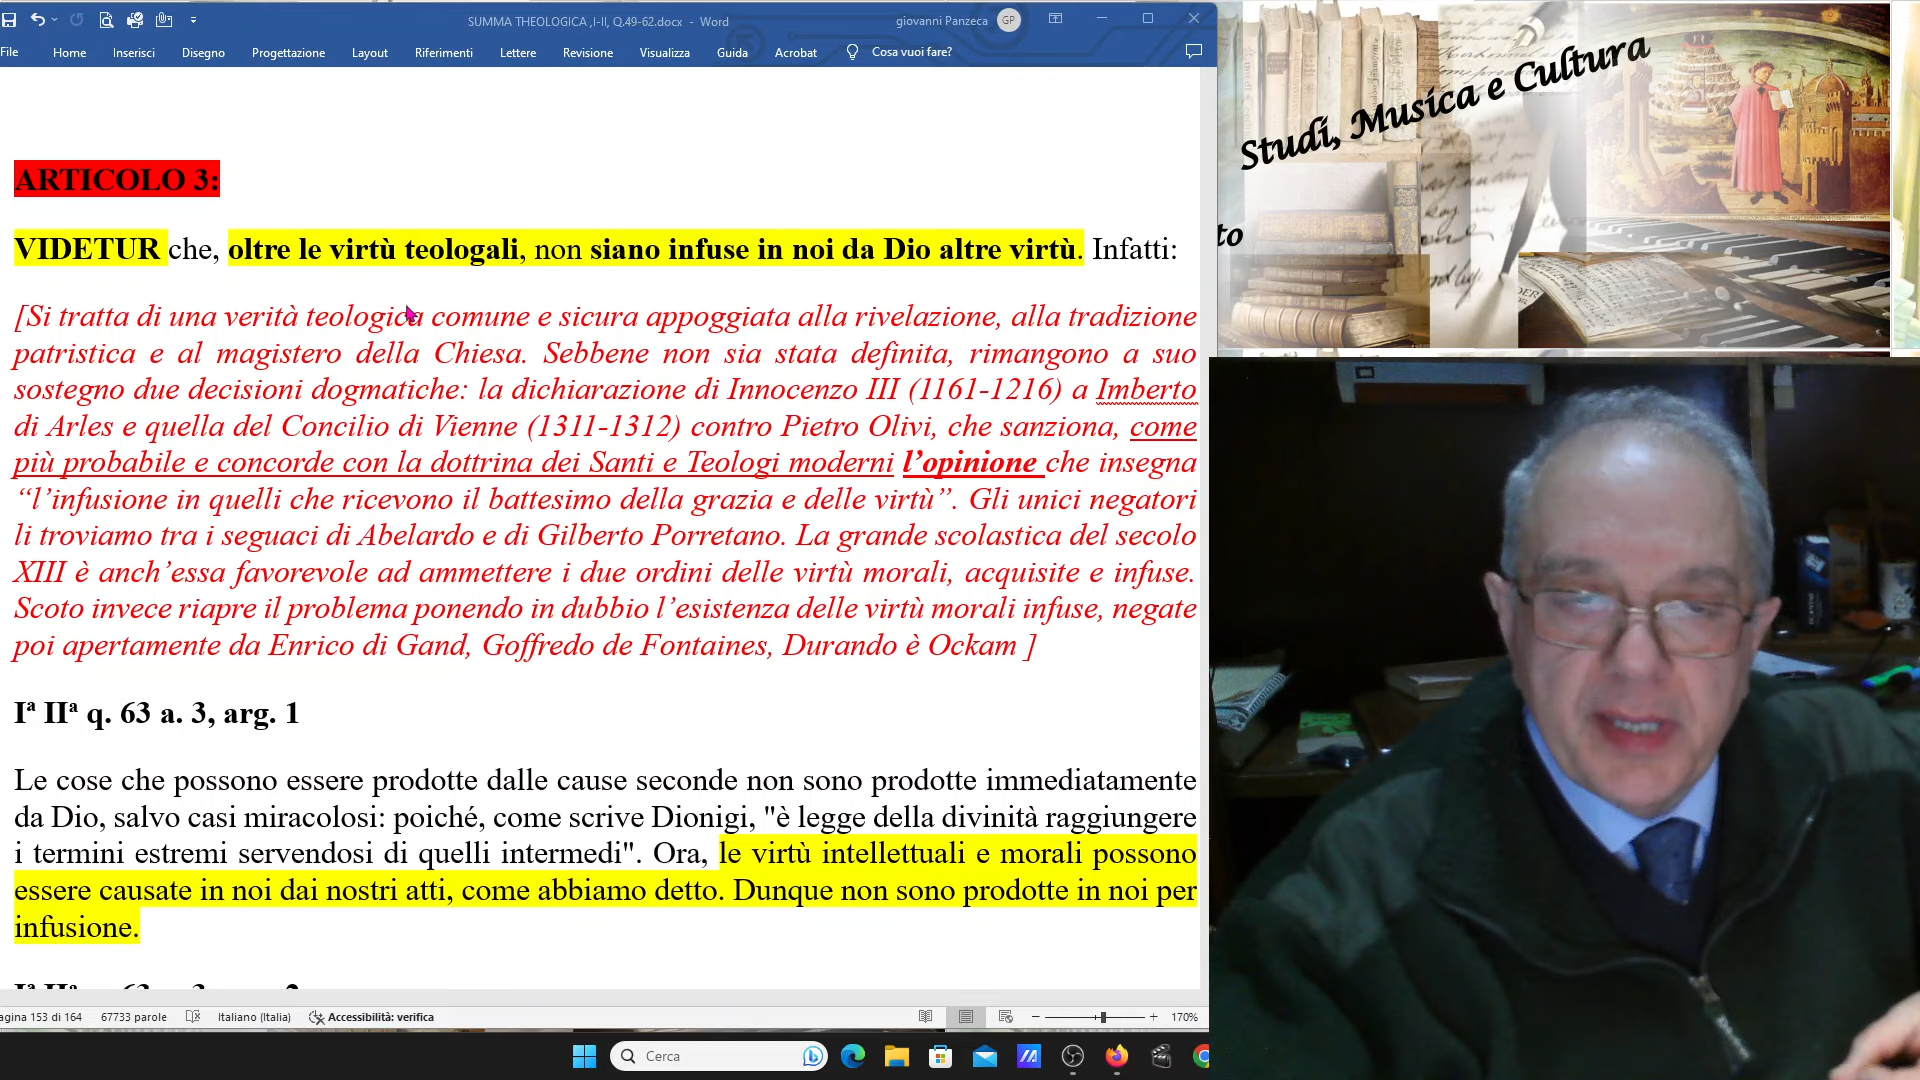 SUMMA THEOLOGICA ,I-II, Q.49-62.docx - Word
giovanni Panzeca GP
File Home Inserisci Disegno Progettazione Layout Riferimenti Lettere Revisione Visualizza Guida Acrobat Cosa vuoi fare?
Studi, Musica e Cultura
to
ARTICOLO 3:
VIDETUR che, oltre le virtù teologali, non siano infuse in noi da Dio altre virtù. Infatti:
[Si tratta di una verità teologica comune e sicura appoggiata alla rivelazione, alla tradizione
patristica e al magistero della Chiesa. Sebbene non sia stata definita, rimangono a suo
sostegno due decisioni dogmatiche: la dichiarazione di Innocenzo III (1161-1216) a Imberto
di Arles e quella del Concilio di Vienne (1311-1312) contro Pietro Olivi, che sanziona, come
più probabile e concorde con la dottrina dei Santi e Teologi moderni l’opinione che insegna
“l’infusione in quelli che ricevono il battesimo della grazia e delle virtù”. Gli unici negatori
li troviamo tra i seguaci di Abelardo e di Gilberto Porretano. La grande scolastica del secolo
XIII è anch’essa favorevole ad ammettere i due ordini delle virtù morali, acquisite e infuse.
Scoto invece riapre il problema ponendo in dubbio l’esistenza delle virtù morali infuse, negate
poi apertamente da Enrico di Gand, Goffredo de Fontaines, Durando è Ockam ]
Iª IIª q. 63 a. 3, arg. 1
Le cose che possono essere prodotte dalle cause seconde non sono prodotte immediatamente
da Dio, salvo casi miracolosi: poiché, come scrive Dionigi, "è legge della divinità raggiungere
i termini estremi servendosi di quelli intermedi". Ora, le virtù intellettuali e morali possono
essere causate in noi dai nostri atti, come abbiamo detto. Dunque non sono prodotte in noi per
infusione.
agina 153 di 164 67733 parole Italiano (Italia) Accessibilità: verifica 170%
Cerca